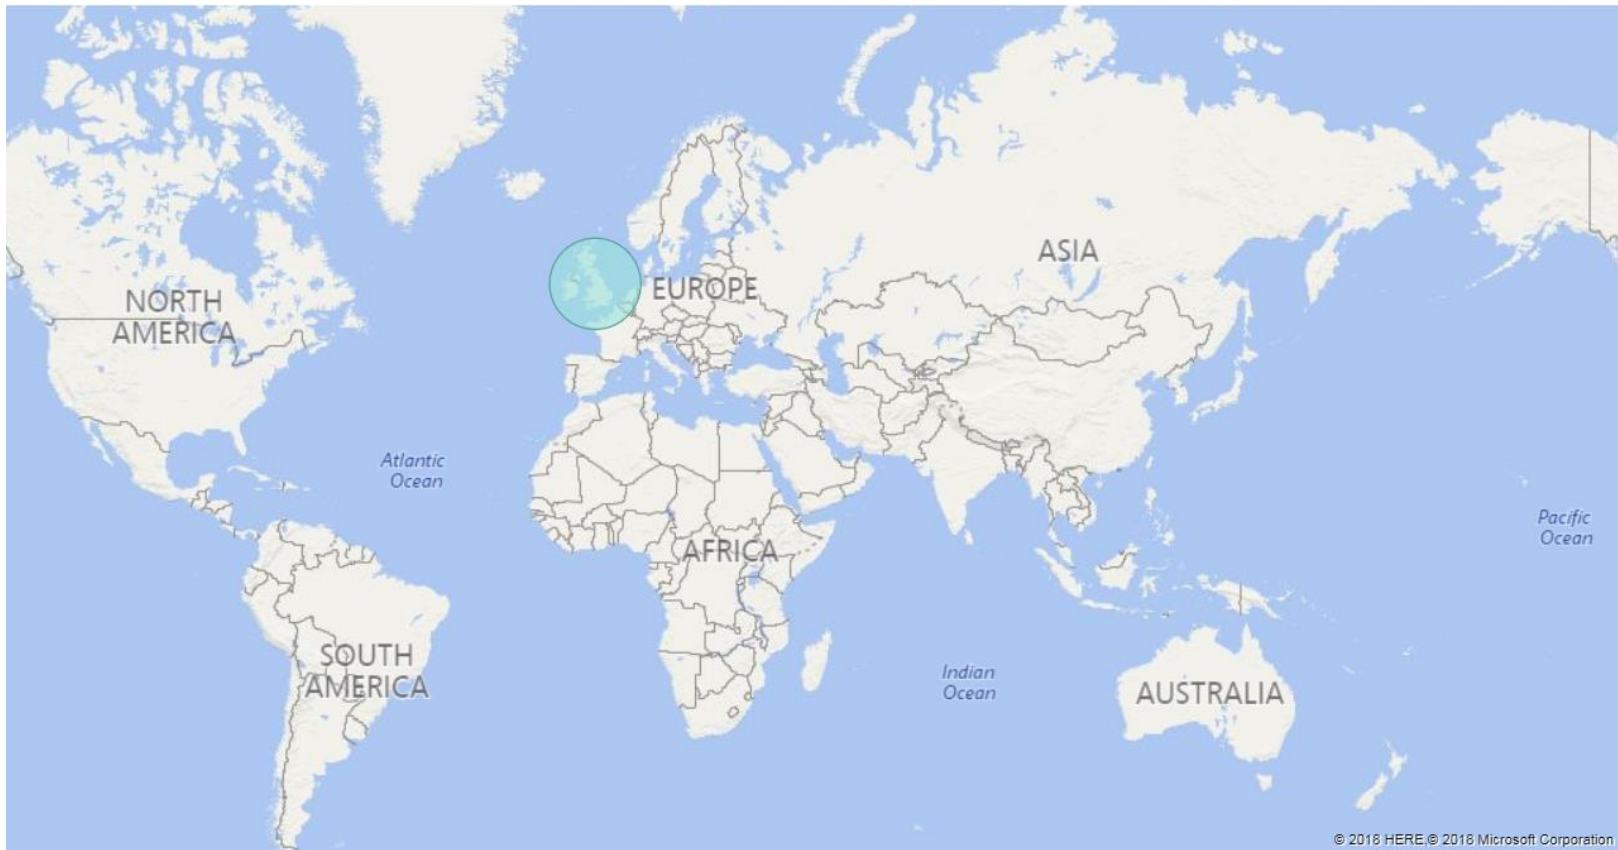 ASIA
EUROPE
NORTH
AMERICA
Atlantic
Ocean
Pacific
Ocean
AFRICA
SOUTH
AMERICA
Indian
Ocean
AUSTRALIA
© 2018 HERE,© 2018 Microsoft Corporation